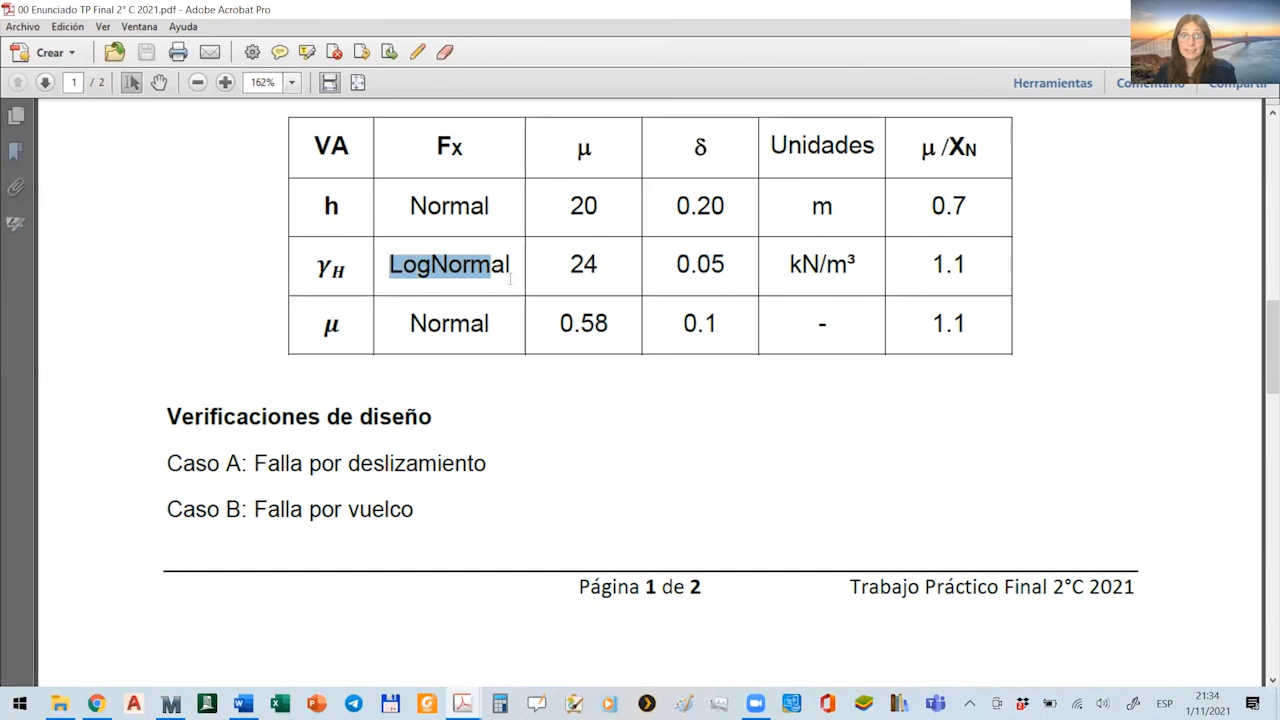 00 Enunciado TP Final 2° C 2021.pdf - Adobe Acrobat Pro
Archivo Edición Ver Ventana Ayuda
Crear
1 / 2 162% Herramientas Comentario Compartir
VA Fx μ δ Unidades μ /XN
h Normal 20 0.20 m 0.7
γH LogNormal 24 0.05 kN/m³ 1.1
μ Normal 0.58 0.1 - 1.1
Verificaciones de diseño
Caso A: Falla por deslizamiento
Caso B: Falla por vuelco
Página 1 de 2 Trabajo Práctico Final 2°C 2021
ESP
21:34
1/11/2021